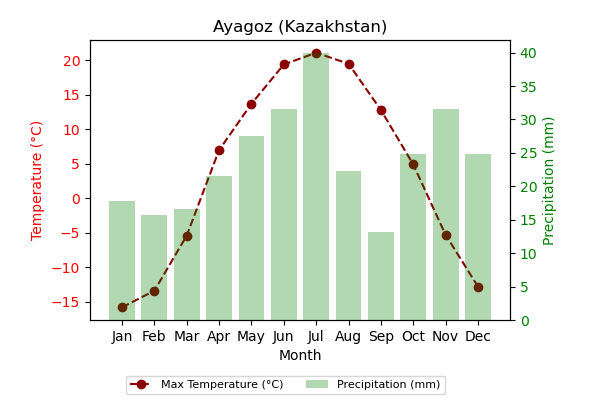 Ayagoz (Kazakhstan)
Temperature (°C)
20
15
10
5
0
−5
−10
−15
40
35
30
25
20
15
10
5
0
Precipitation (mm)
Jan Feb Mar Apr May Jun Jul Aug Sep Oct Nov Dec
Month
Max Temperature (°C) Precipitation (mm)